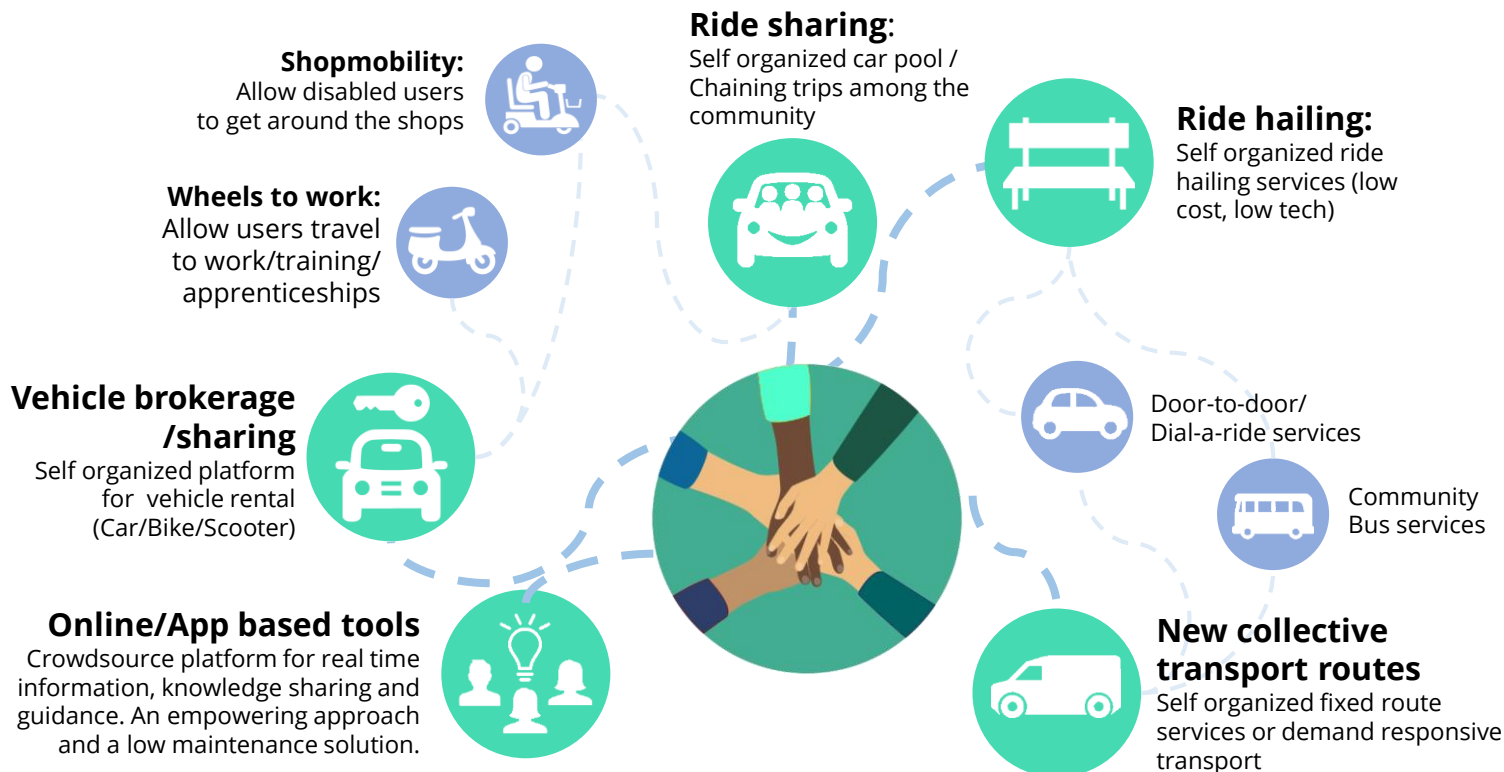 Ride sharing:
Self organized car pool /
Chaining trips among the
community
Shopmobility:
Allow disabled users
to get around the shops
Ride hailing:
Self organized ride
hailing services (low
cost, low tech)
Wheels to work:
Allow users travel
to work/training/
apprenticeships
Vehicle brokerage
/sharing
Self organized platform
for vehicle rental
(Car/Bike/Scooter)
Door-to-door/
Dial-a-ride services
Community
Bus services
Online/App based tools
Crowdsource platform for real time
information, knowledge sharing and
guidance. An empowering approach
and a low maintenance solution.
New collective
transport routes
Self organized fixed route
services or demand responsive
transport